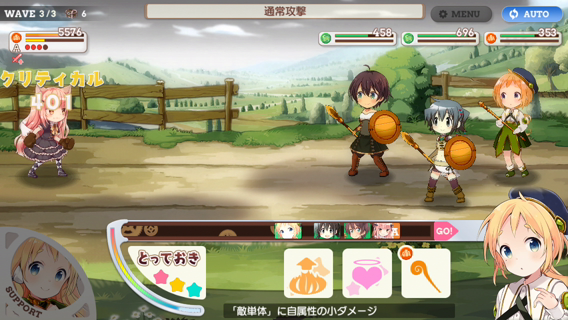 WAVE 3/3
6
通常攻撃
MENU
AUTO
5576
458
696
353
A
クリティカル
401
A
GO!
とっておき
SUPPORT
「敵単体」に自属性の小ダメージ